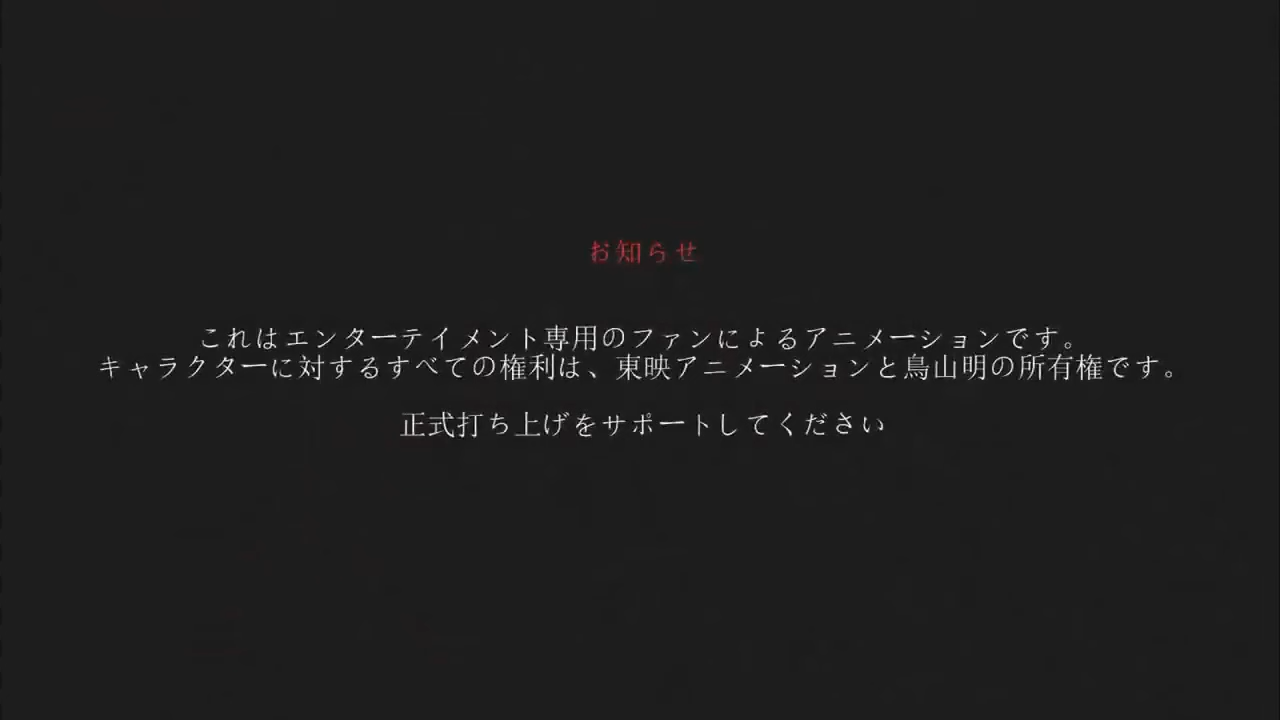 お知らせ
これはエンターテイメント専用のファンによるアニメーションです。
キャラクターに対するすべての権利は、東映アニメーションと鳥山明の所有権です。
正式打ち上げをサポートしてください